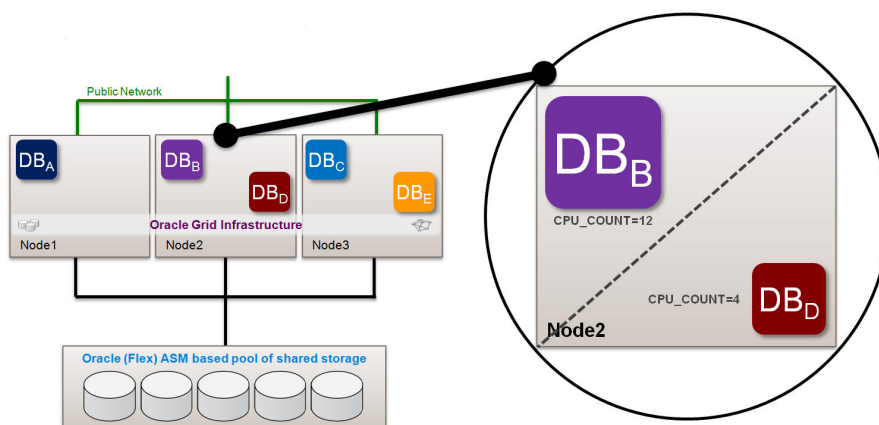 Public Network
DBA
DBB
DBC
DBD
DBE
Oracle Grid Infrastructure
Node1
Node2
Node3
Oracle (Flex) ASM based pool of shared storage
DBB
CPU_COUNT=12
CPU_COUNT=4
DBD
Node2